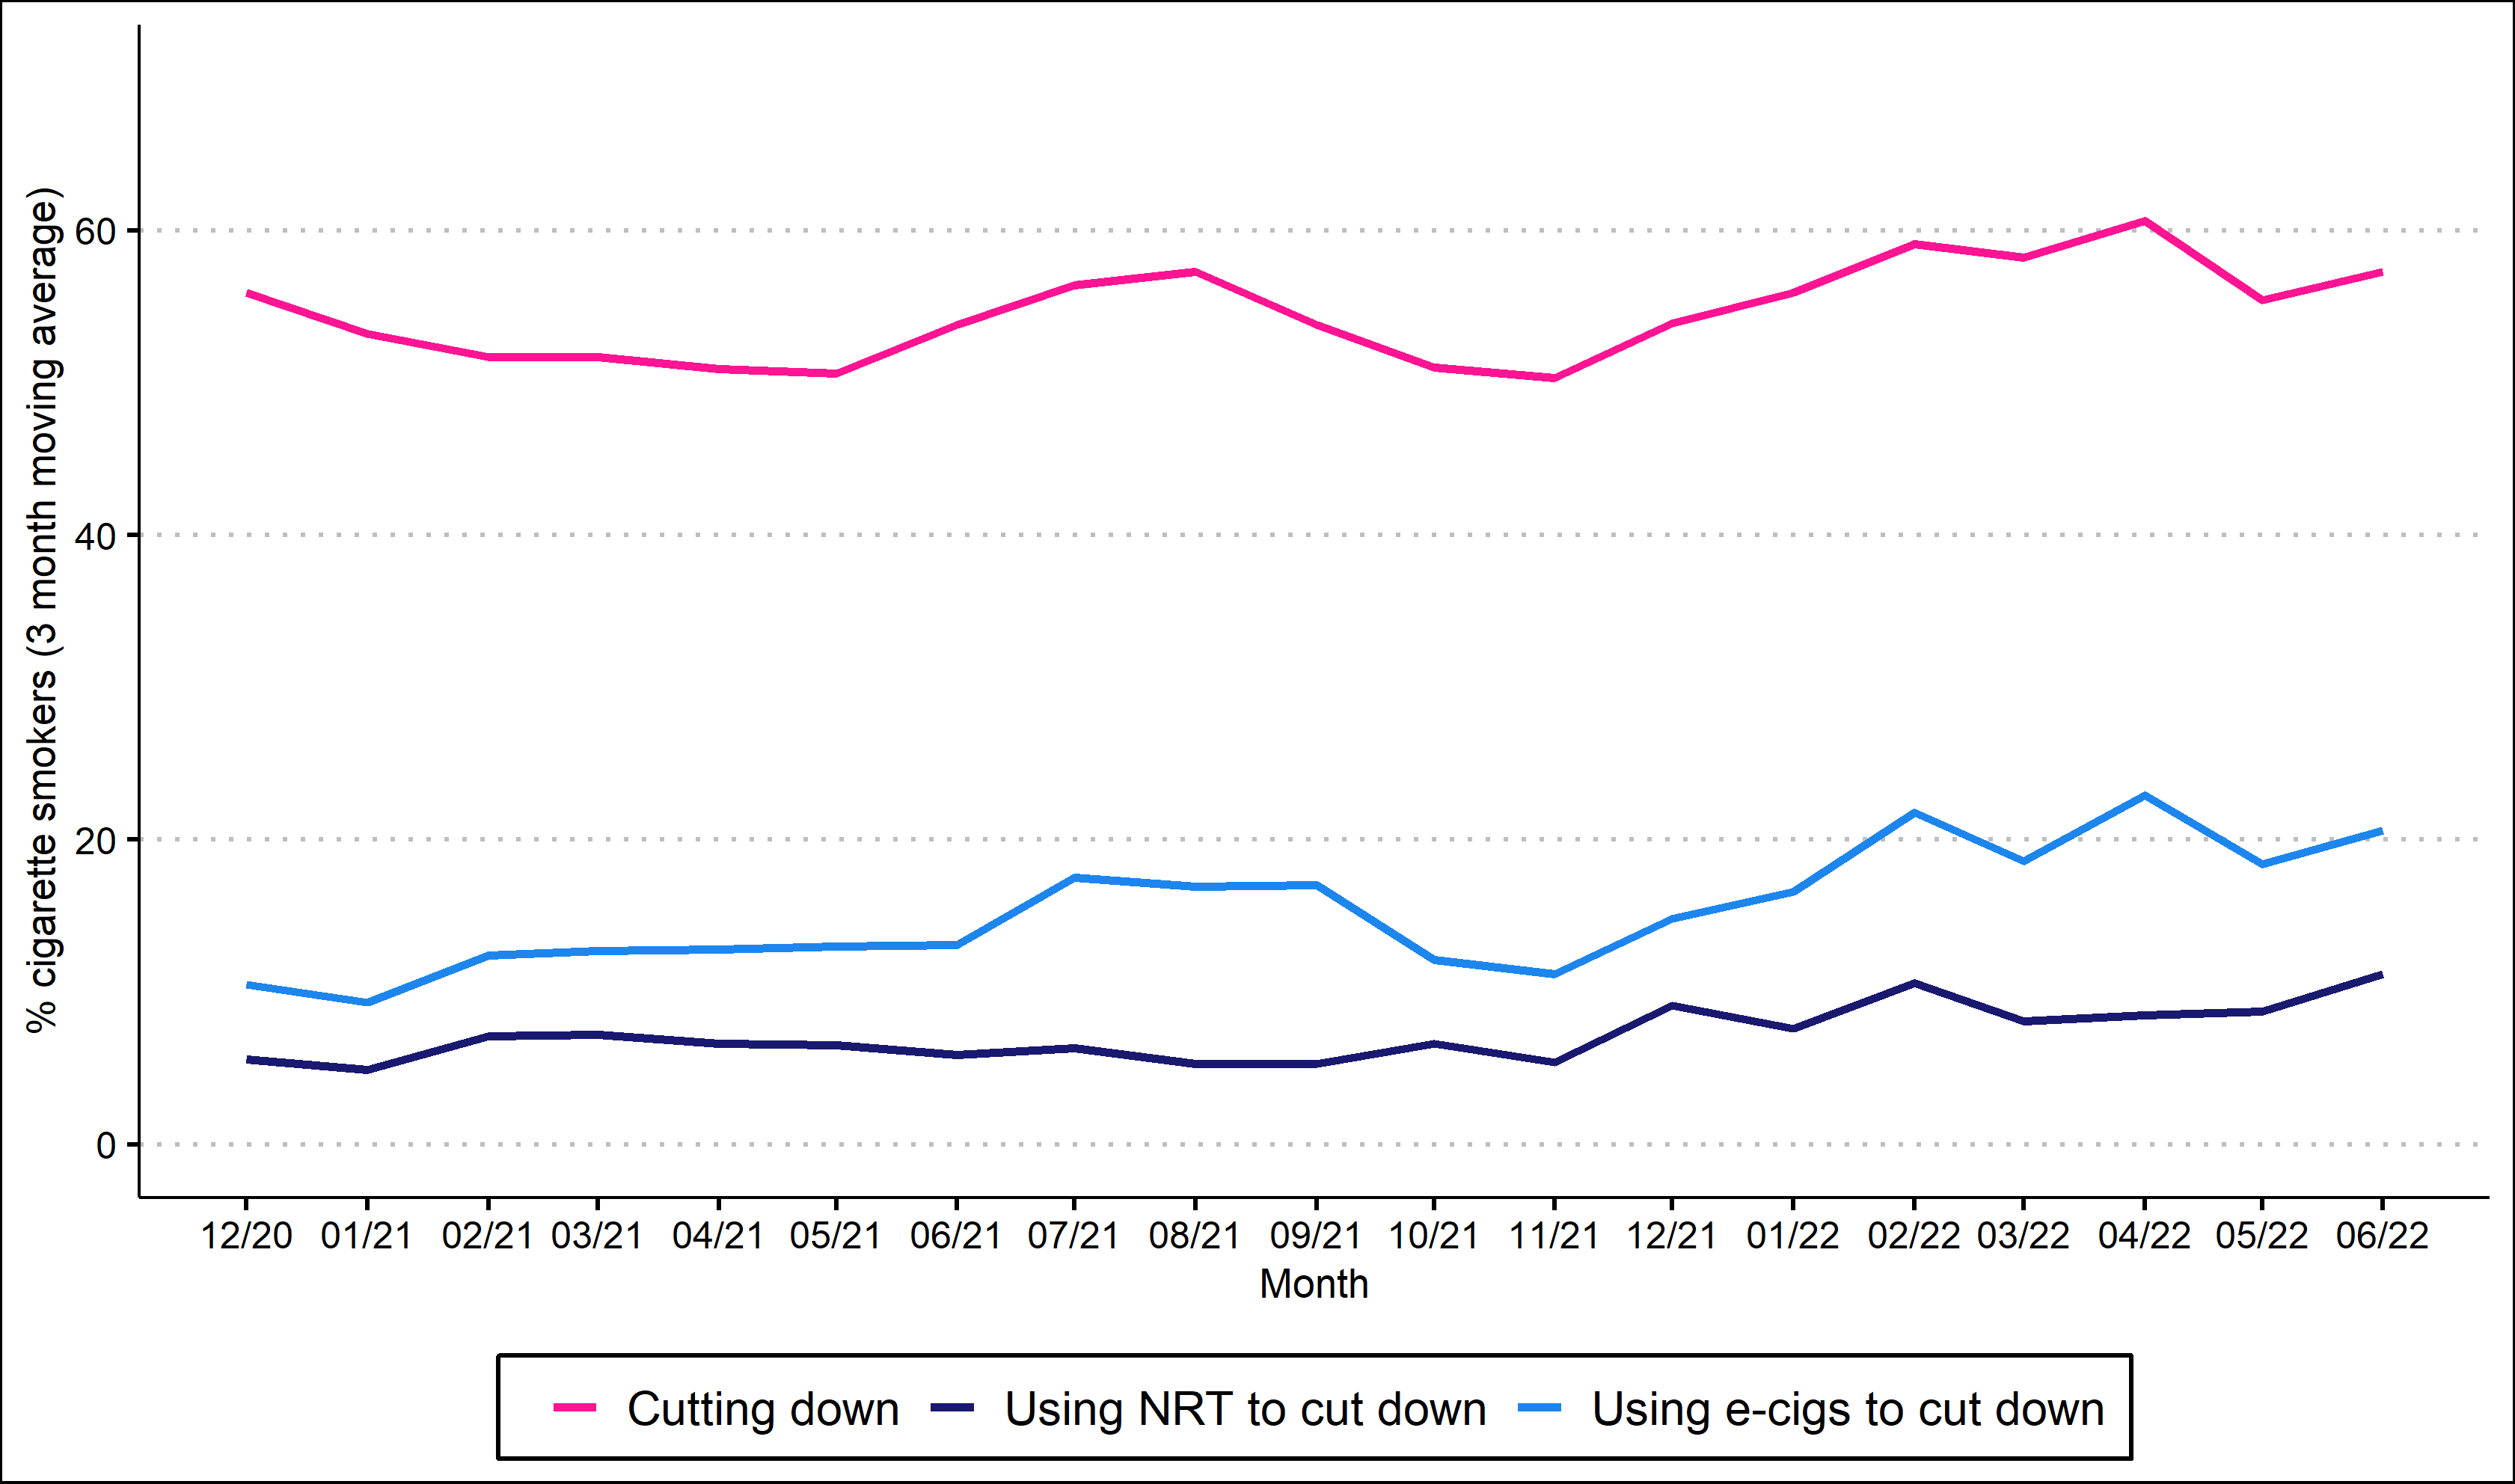 % cigarette smokers (3 month moving average)
60
40
20
0
12/20 01/21 02/21 03/21 04/21 05/21 06/21 07/21 08/21 09/21 10/21 11/21 12/21 01/22 02/22 03/22 04/22 05/22 06/22
Month
Cutting down Using NRT to cut down Using e-cigs to cut down